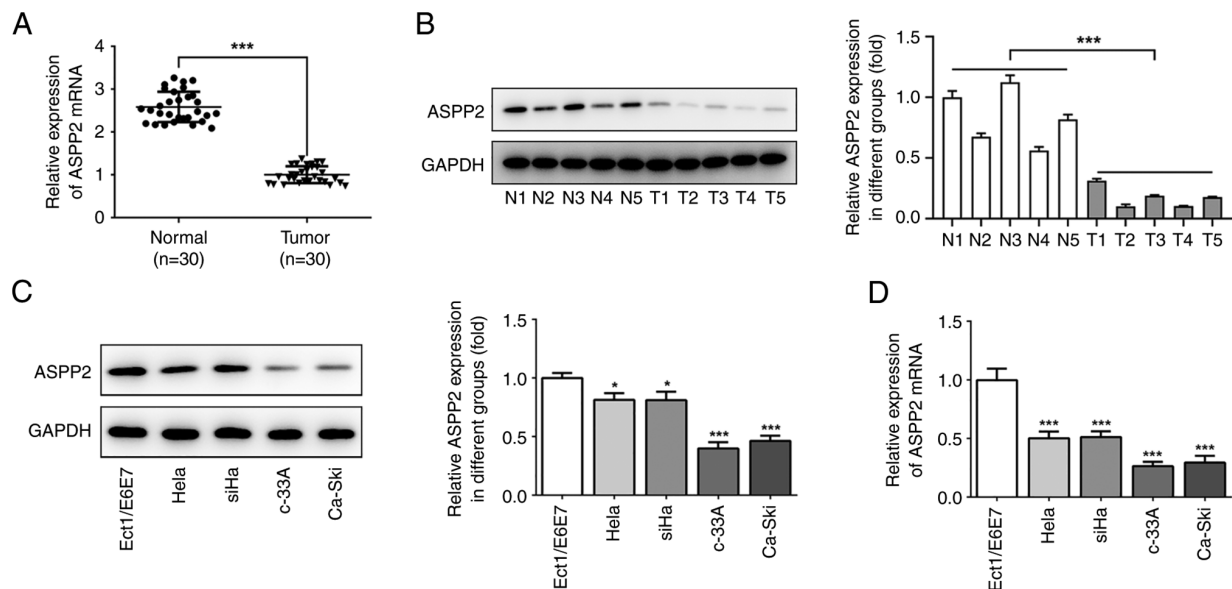 A
Relative expression
of ASPP2 mRNA
4
3
2
1
0
***
Normal
(n=30)
Tumor
(n=30)
B
ASPP2
GAPDH
N1 N2 N3 N4 N5 T1 T2 T3 T4 T5
Relative ASPP2 expression
in different groups (fold)
1.5
1.0
0.5
0.0
***
N1 N2 N3 N4 N5 T1 T2 T3 T4 T5
C
ASPP2
GAPDH
Ect1/E6E7
Hela
siHa
c-33A
Ca-Ski
Relative ASPP2 expression
in different groups (fold)
1.5
1.0
0.5
0.0
* * *** ***
Ect1/E6E7
Hela
siHa
c-33A
Ca-Ski
D
Relative expression
of ASPP2 mRNA
1.5
1.0
0.5
0.0
*** *** *** ***
Ect1/E6E7
Hela
siHa
c-33A
Ca-Ski